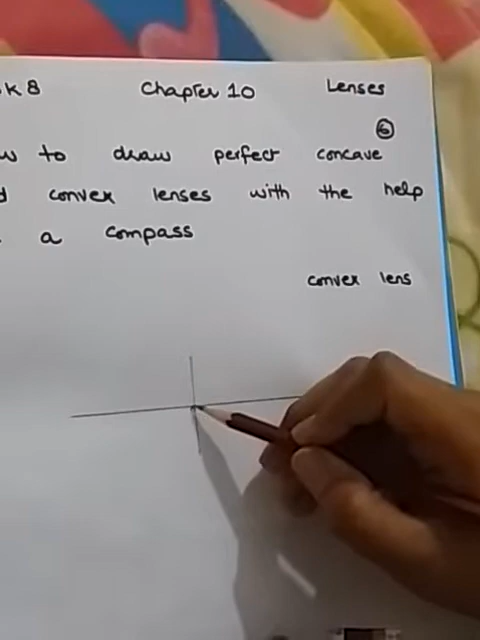 k 8 Chapter 10 Lenses
6
to draw perfect concave
convex lenses with the help
a compass
convex lens